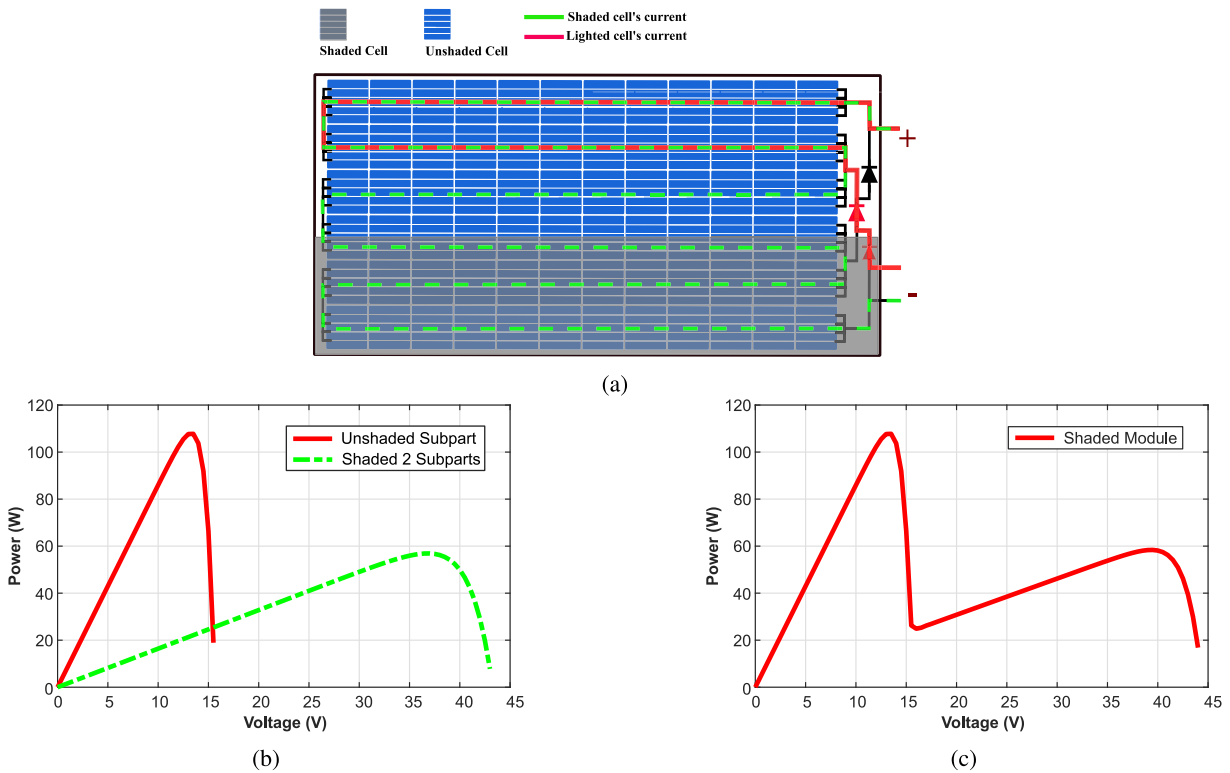 Shaded Cell
Unshaded Cell
Shaded cell's current
Lighted cell's current
+
-
(a)
120
100
80
60
40
20
0
0 5 10 15 20 25 30 35 40 45
Power (W)
Voltage (V)
Unshaded Subpart
Shaded 2 Subparts
(b)
120
100
80
60
40
20
0
0 5 10 15 20 25 30 35 40 45
Power (W)
Voltage (V)
Shaded Module
(c)